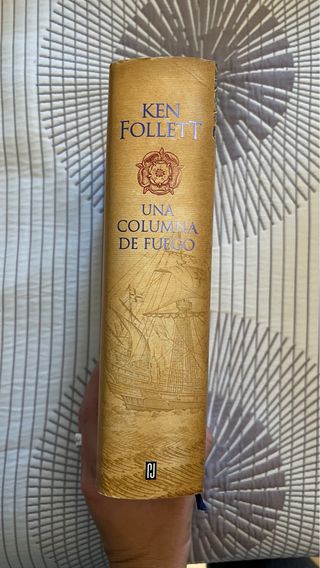 KEN
FOLLETT
UNA
COLUMNA
DE FUEGO